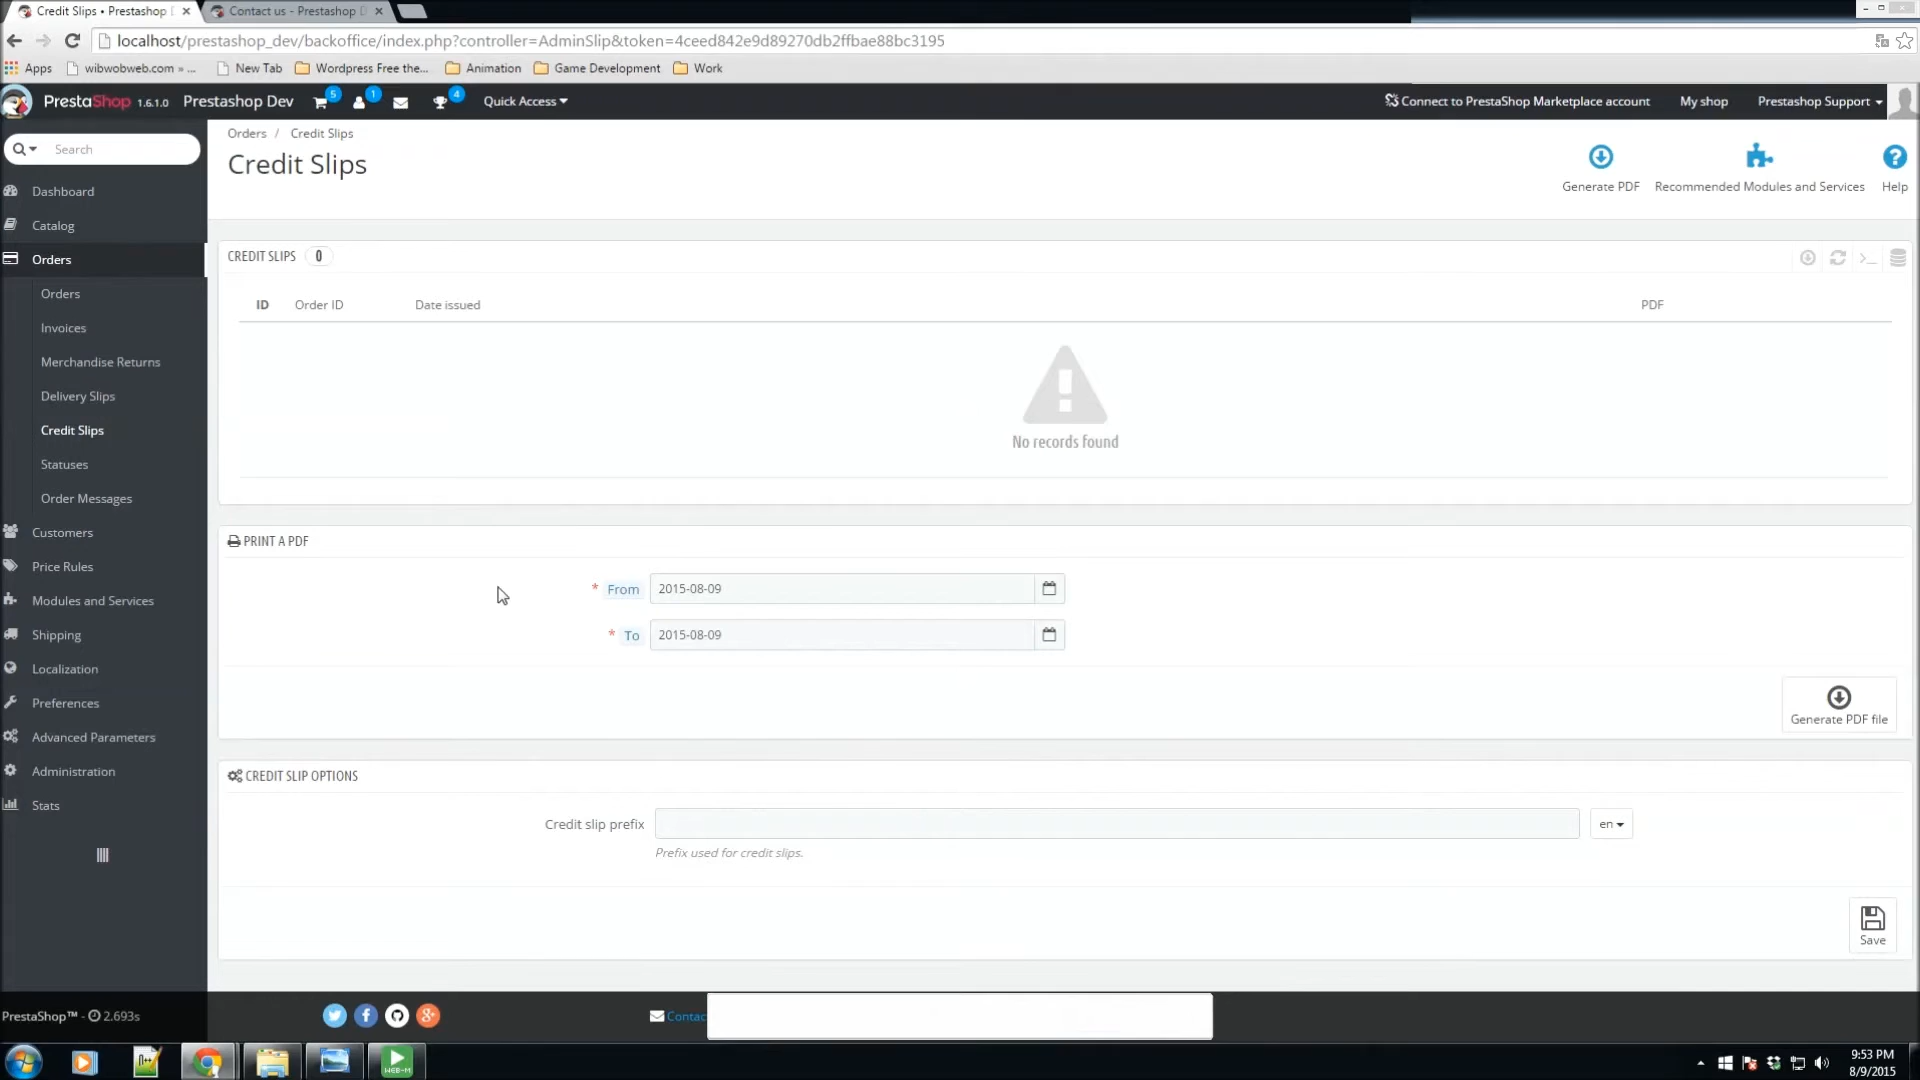 Credit Slips • Prestashop
Contact us - Prestashop D
localhost/prestashop_dev/backoffice/index.php?controller=AdminSlip&token=4ceed842e9d89270db2ffbae88bc3195
Apps
wibwobweb.com » ...
New Tab
Wordpress Free the...
Animation
Game Development
Work
PrestaShop 1.6.1.0
Prestashop Dev
5
1
4
Quick Access
Connect to PrestaShop Marketplace account
My shop
Prestashop Support
Search
Dashboard
Catalog
Orders
Orders
Invoices
Merchandise Returns
Delivery Slips
Credit Slips
Statuses
Order Messages
Customers
Price Rules
Modules and Services
Shipping
Localization
Preferences
Advanced Parameters
Administration
Stats
Orders / Credit Slips
Credit Slips
Generate PDF
Recommended Modules and Services
Help
CREDIT SLIPS 0
ID
Order ID
Date issued
PDF
No records found
PRINT A PDF
* From
2015-08-09
* To
2015-08-09
Generate PDF file
CREDIT SLIP OPTIONS
Credit slip prefix
en
Prefix used for credit slips.
Save
PrestaShop™ - 2.693s
Contac
WEB-M
9:53 PM
8/9/2015